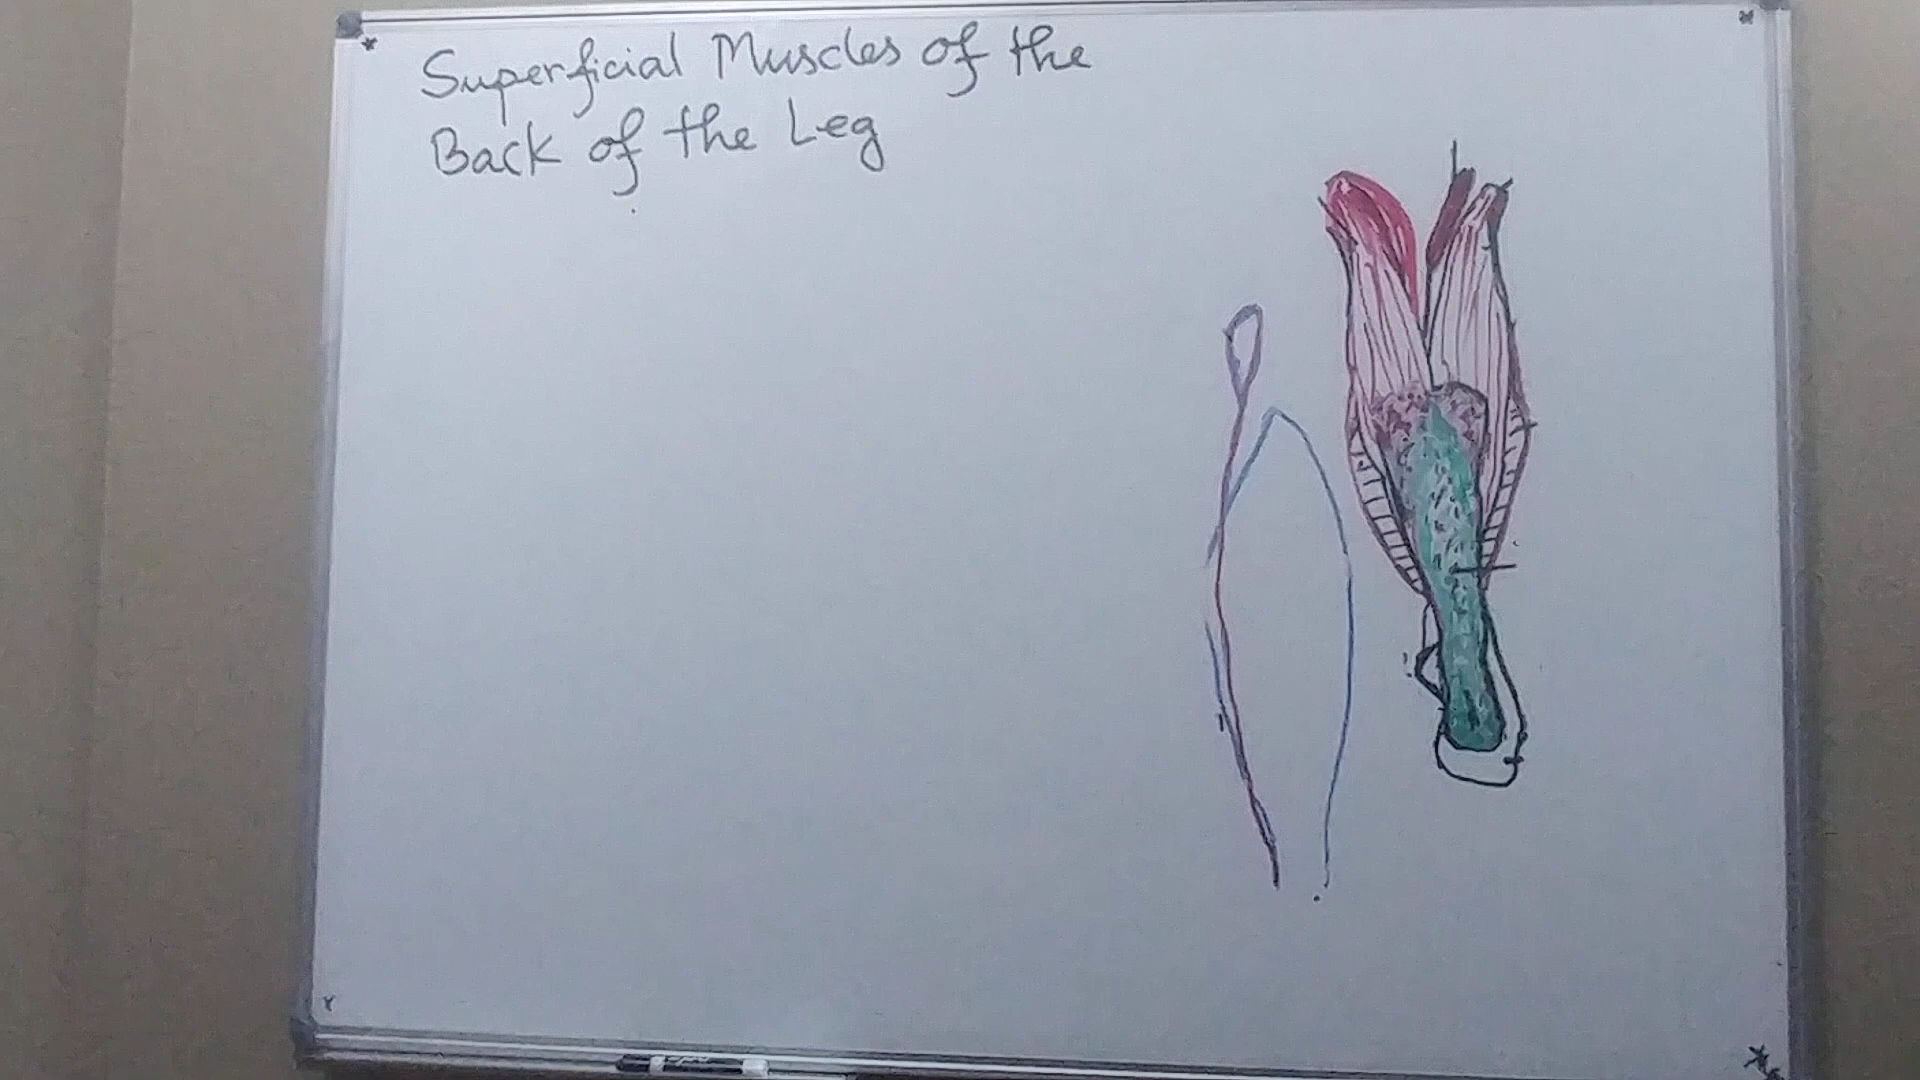 Superficial Muscles of the
Back of the Leg